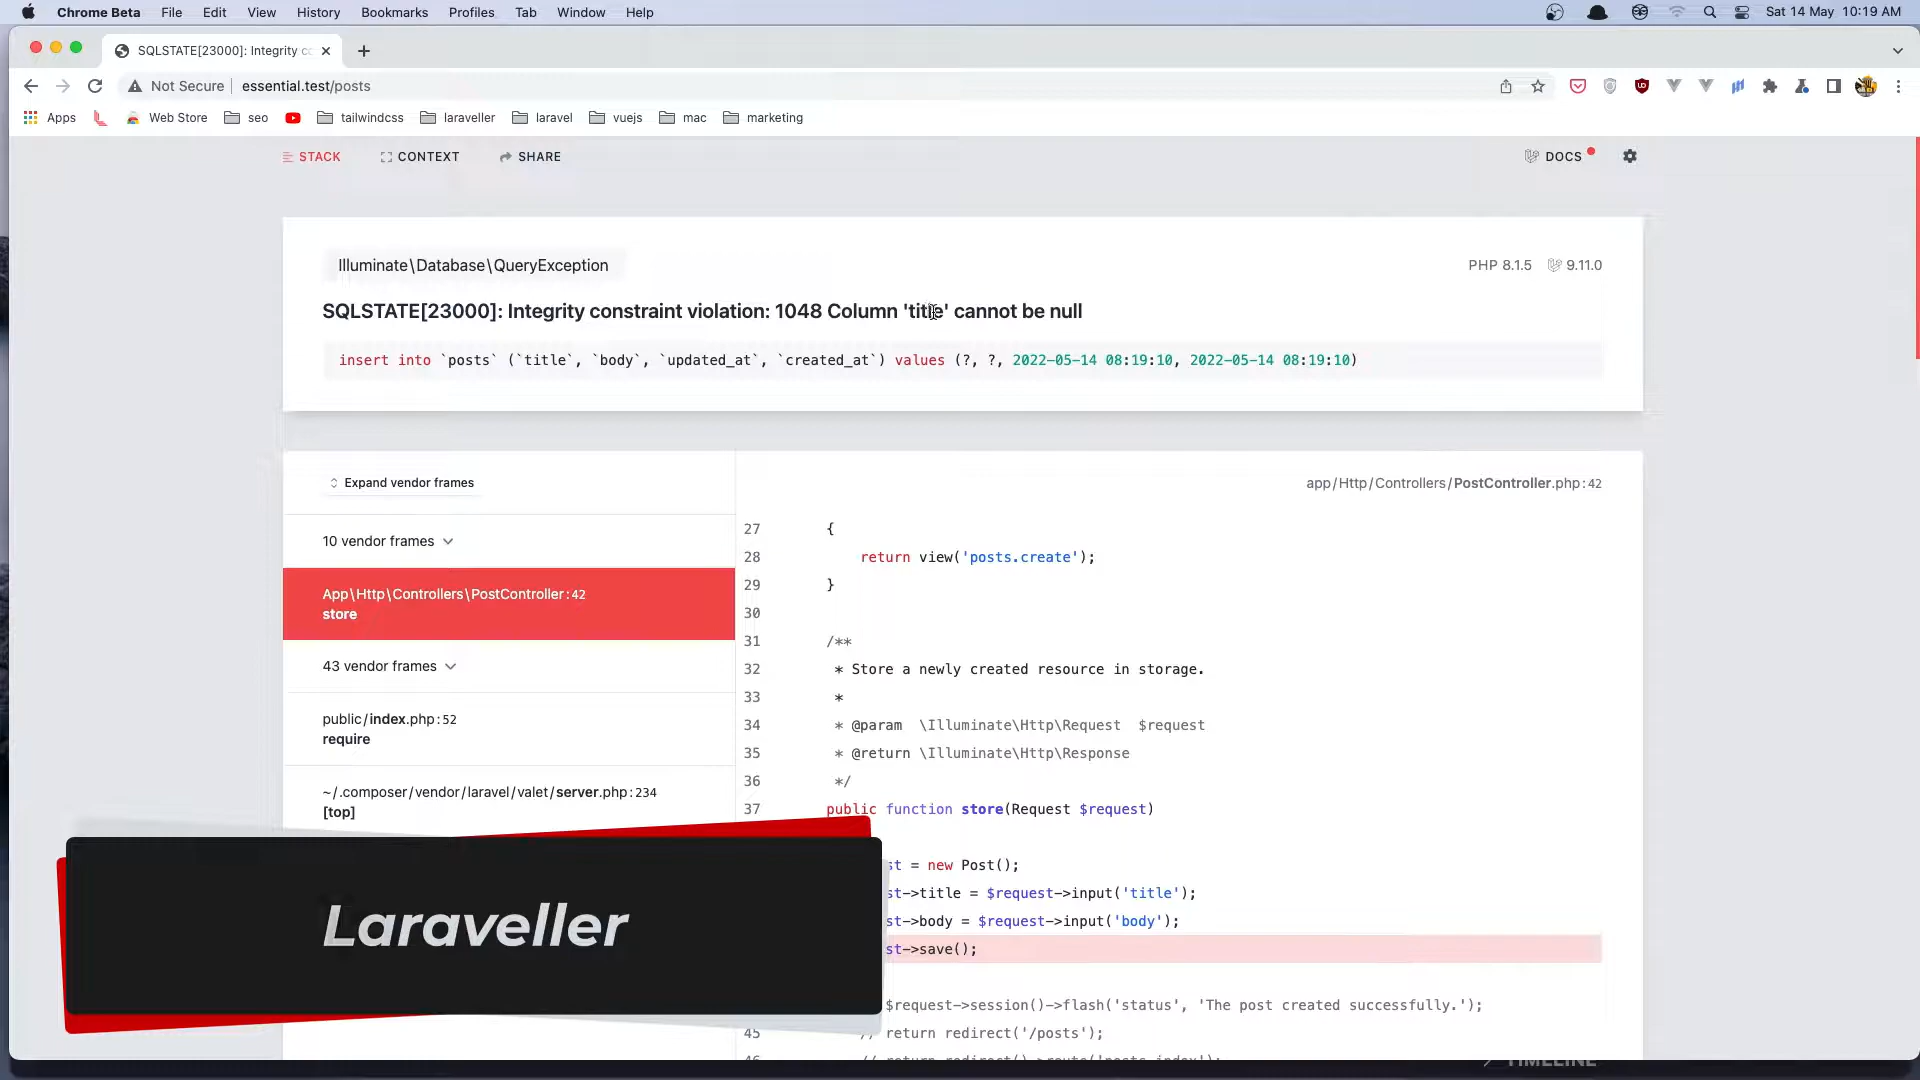 Chrome Beta File Edit View History Bookmarks Profiles Tab Window Help Sat 14 May 10:19 AM
SQLSTATE[23000]: Integrity co
Not Secure essential.test/posts
Apps Web Store seo tailwindcss laraveller laravel vuejs mac marketing
STACK CONTEXT SHARE DOCS
Illuminate\Database\QueryException PHP 8.1.5 9.11.0
SQLSTATE[23000]: Integrity constraint violation: 1048 Column 'title' cannot be null
insert into `posts` (`title`, `body`, `updated_at`, `created_at`) values (?, ?, 2022-05-14 08:19:10, 2022-05-14 08:19:10)
Expand vendor frames
10 vendor frames
App\Http\Controllers\PostController:42
store
43 vendor frames
public/index.php:52
require
~/.composer/vendor/laravel/valet/server.php:234
[top]
app/Http/Controllers/PostController.php:42
27 {
28 return view('posts.create');
29 }
30
31 /**
32 * Store a newly created resource in storage.
33 *
34 * @param \Illuminate\Http\Request $request
35 * @return \Illuminate\Http\Response
36 */
37 public function store(Request $request)
st = new Post();
st->title = $request->input('title');
st->body = $request->input('body');
st->save();
$request->session()->flash('status', 'The post created successfully.');
45 // return redirect('/posts');
46 // return redirect()->route('posts.index');
Laraveller
TIMELINE